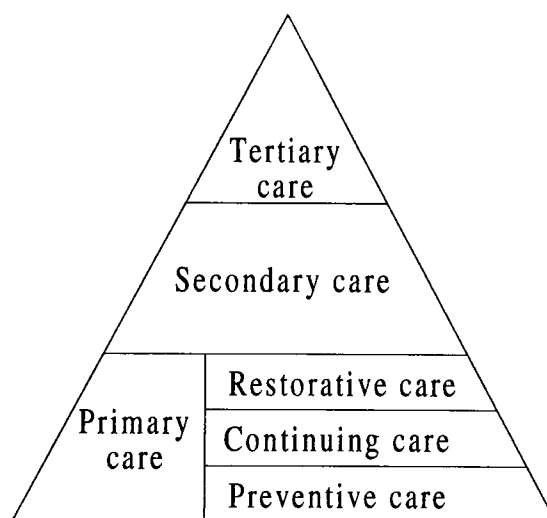 Tertiary
care
Secondary care
Primary
care
Restorative care
Continuing care
Preventive care